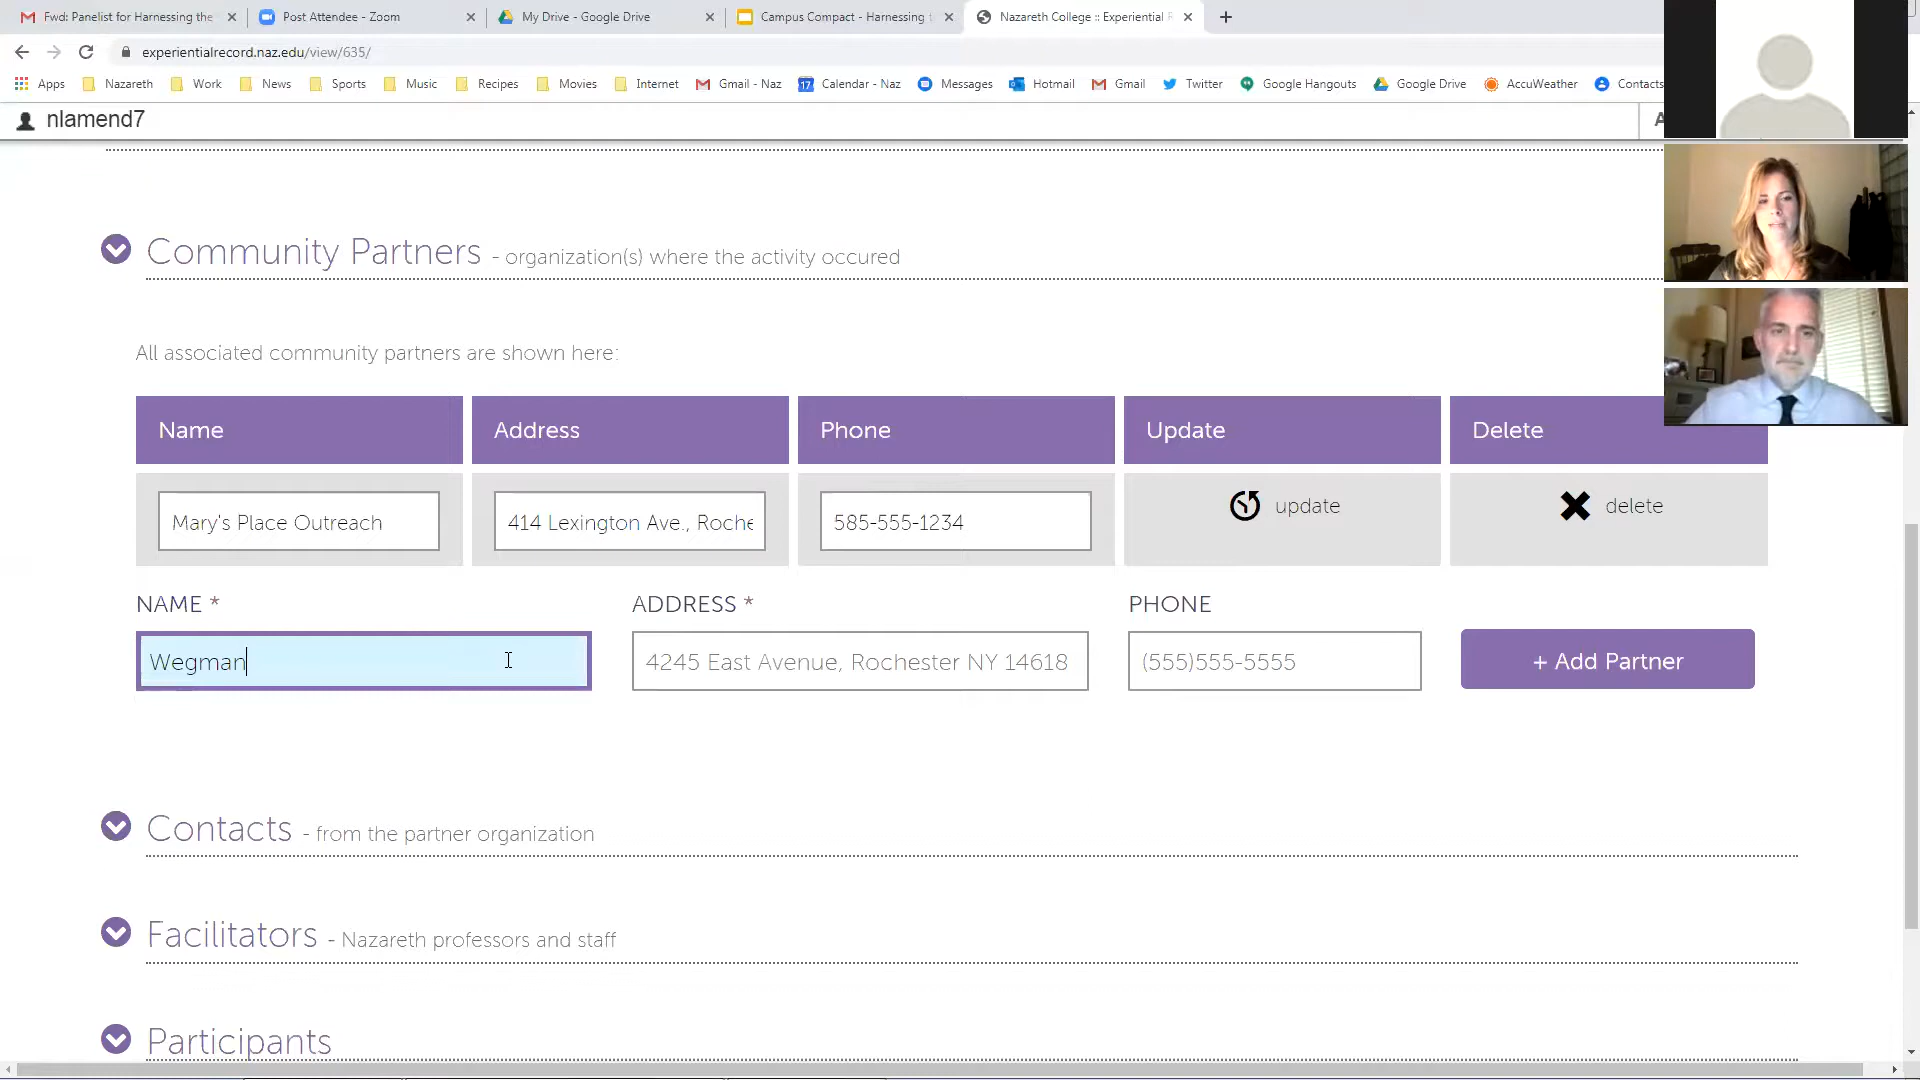 Fwd: Panelist for Harnessing the
Post Attendee - Zoom
My Drive - Google Drive
Campus Compact - Harnessing
Nazareth College :: Experiential
experientialrecord.naz.edu/view/635/
Apps Nazareth Work News Sports Music Recipes Movies Internet Gmail - Naz Calendar - Naz Messages Hotmail Gmail Twitter Google Hangouts Google Drive AccuWeather Contacts
nlamend7
Community Partners - organization(s) where the activity occured
All associated community partners are shown here:
Name Address Phone Update Delete
Mary's Place Outreach 414 Lexington Ave., Roche 585-555-1234 update delete
NAME * ADDRESS * PHONE
Wegman 4245 East Avenue, Rochester NY 14618 (555)555-5555 + Add Partner
Contacts - from the partner organization
Facilitators - Nazareth professors and staff
Participants